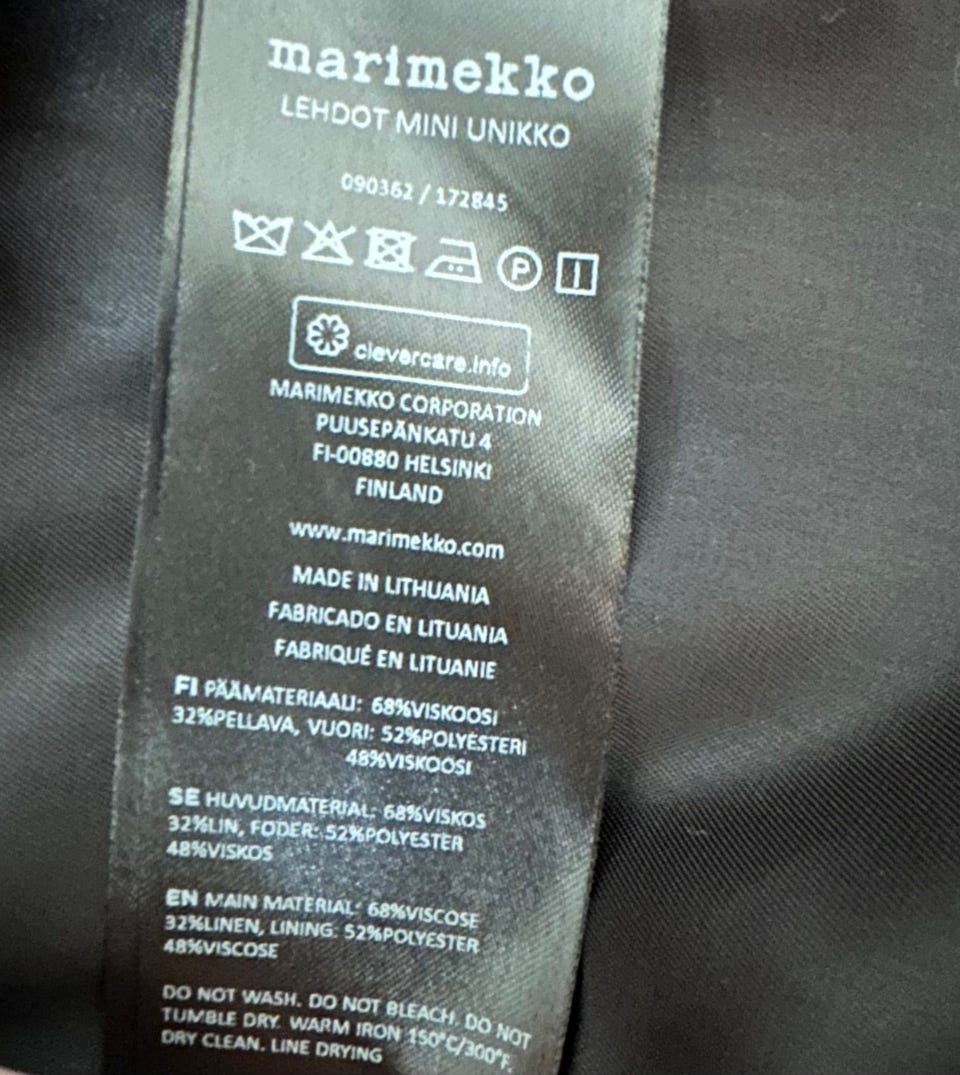 marimekko
LEHDOT MINI UNIKKO
090362 / 172845
P
clevercare.info
MARIMEKKO CORPORATION
PUUSEPÄNKATU 4
FI-00880 HELSINKI
FINLAND
www.marimekko.com
MADE IN LITHUANIA
FABRICADO EN LITUANIA
FABRIQUÉ EN LITUANIE
FI PÄÄMATERIAALI: 68%VISKOOSI
32%PELLAVA, VUORI: 52%POLYESTERI
48%VISKOOSI
SE HUVUDMATERIAL: 68%VISKOS
32%LIN, FODER: 52%POLYESTER
48%VISKOS
EN MAIN MATERIAL: 68%VISCOSE
32%LINEN, LINING: 52%POLYESTER
48%VISCOSE
DO NOT WASH. DO NOT BLEACH. DO NOT
TUMBLE DRY. WARM IRON 150°C/300°F.
DRY CLEAN. LINE DRYING